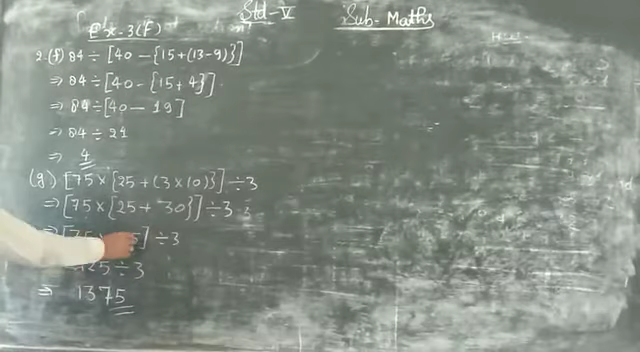 Std-V Sub- Maths
Ex-3(F)
2.(f) 84 ÷ [40 - {15+(13-9)}]
⇒ 84 ÷ [40 - {15+4}]
⇒ 84 ÷ [40 - 19]
⇒ 84 ÷ 21
⇒ 4
(g) [75 × {25 + (3 × 10)}] ÷ 3
⇒ [75 × {25 + 30}] ÷ 3
⇒ ] ÷ 3
125 ÷ 3
⇒ 1375